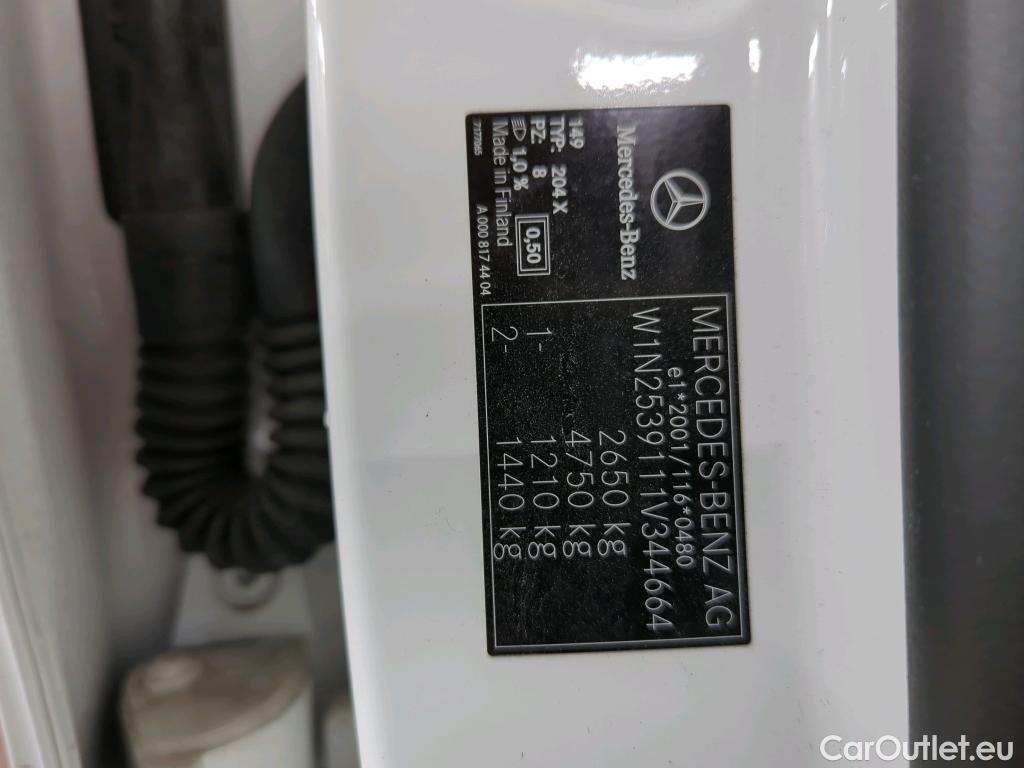 Mercedes-Benz
149
TYP: 204 X
PZ: 8
1,0 %
0,50
Made in Finland
A 000 817 44 04
MERCEDES-BENZ AG
e1*2001/116*0480
W1N2539111V344664
2650 kg
4750 kg
1- 1210 kg
2- 1440 kg
CarOutlet.eu